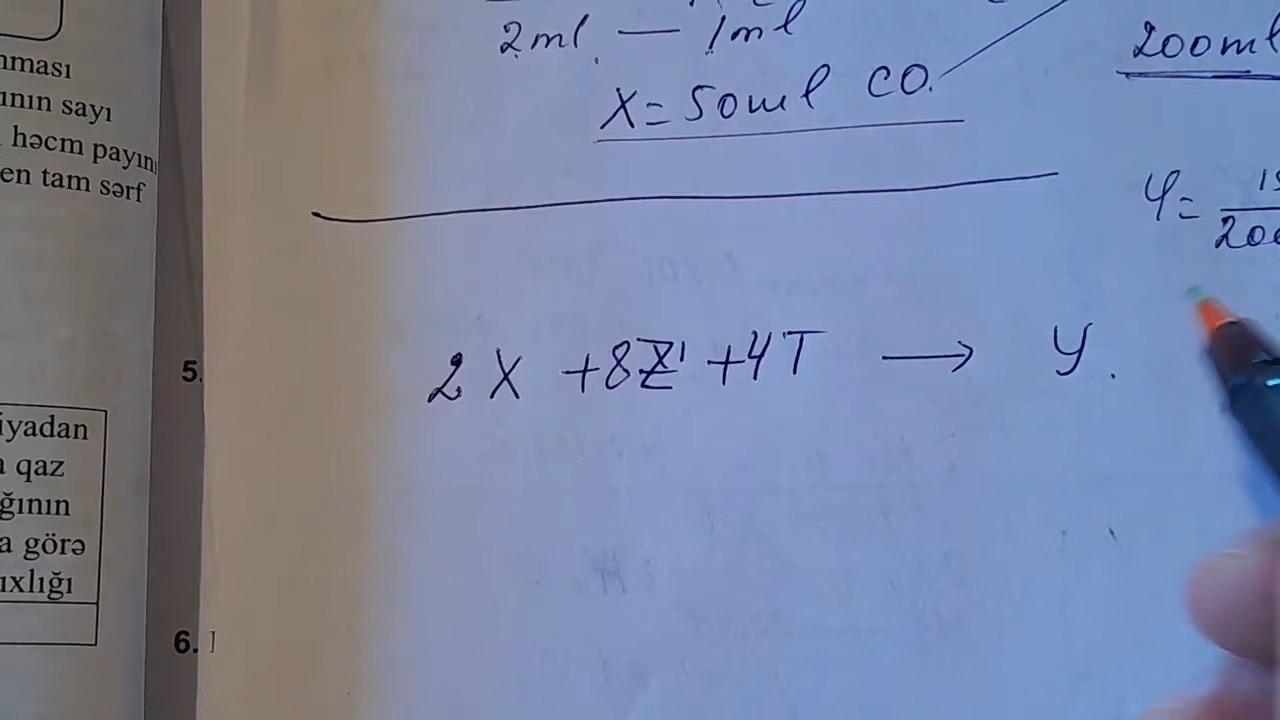 nması
ının sayı
həcm payın
en tam sərf
5.
iyadan
qaz
ğının
a görə
ıxlığı
6.
2ml. — 1ml
X = 50ml CO.
200ml
φ =
2X + 8Z + 4T → Y.